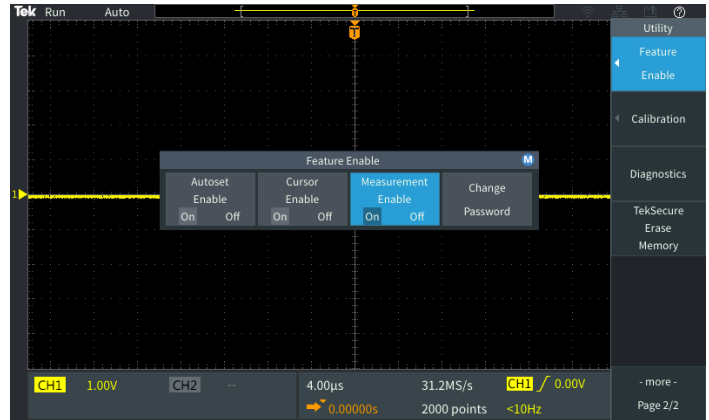 Tek Run Auto
T
Utility
Feature
Enable
Calibration
Diagnostics
TekSecure
Erase
Memory
- more -
Page 2/2
Feature Enable M
Autoset
Enable
On Off
Cursor
Enable
On Off
Measurement
Enable
On Off
Change
Password
1
CH1 1.00V CH2 -- 4.00µs 31.2MS/s CH1 0.00V
0.00000s 2000 points <10Hz